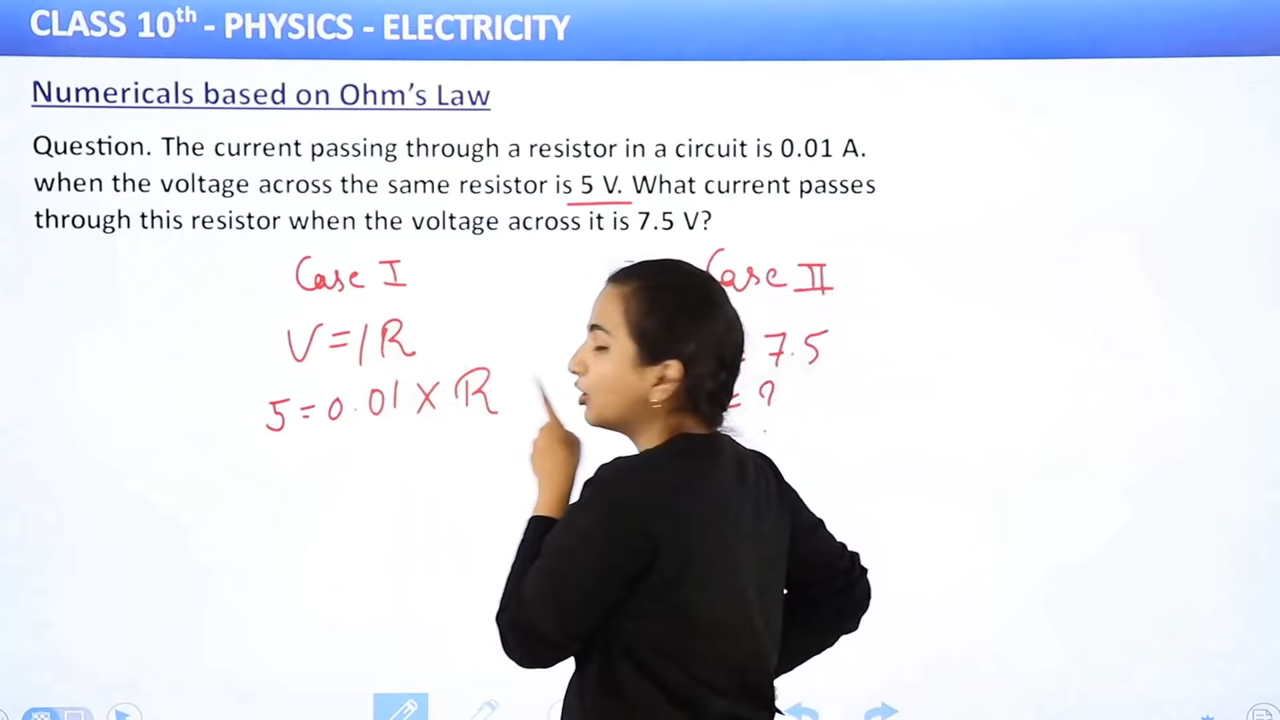 CLASS 10th - PHYSICS - ELECTRICITY
Numericals based on Ohm's Law
Question. The current passing through a resistor in a circuit is 0.01 A.
when the voltage across the same resistor is 5 V. What current passes
through this resistor when the voltage across it is 7.5 V?
Case I
V=IR
5=0.01 X R
Case II
= 7.5
= ?